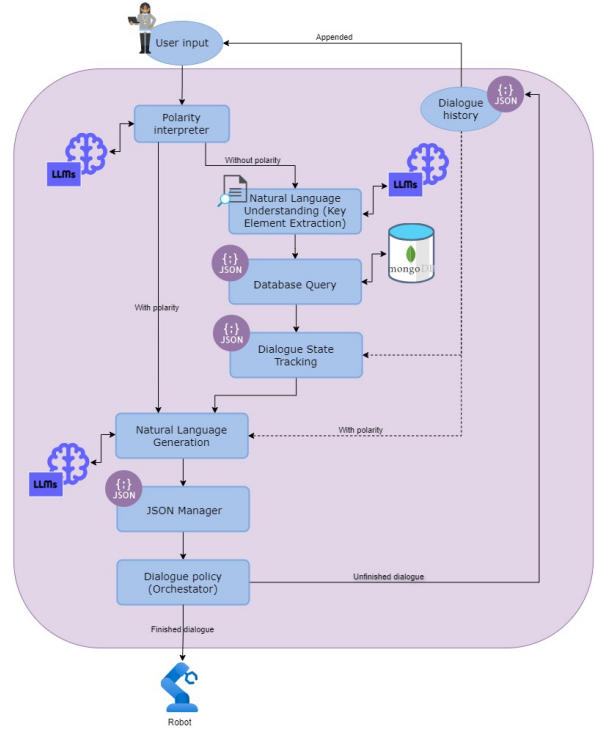 Appended
User input
{:}
JSON
Dialogue
history
Polarity
interpreter
LLMs
Without polarity
LLMs
Natural Language
Understanding (Key
Element Extraction)
{:}
JSON
Database Query
mongoDB
With polarity
{:}
JSON
Dialogue State
Tracking
Natural Language
Generation
With polarity
LLMs
{:}
JSON
JSON Manager
Dialogue policy
(Orchestrator)
Unfinished dialogue
Finished dialogue
Robot